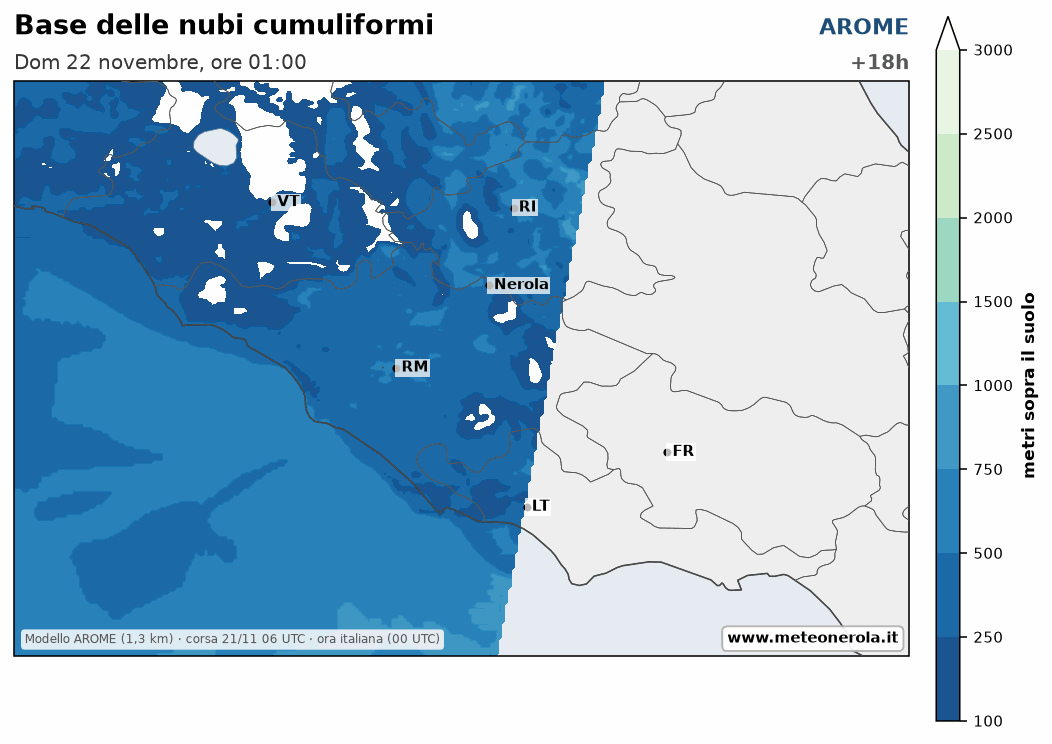 Base delle nubi cumuliformi
AROME
Dom 22 novembre, ore 01:00
+18h
VT
RI
Nerola
RM
FR
LT
Modello AROME (1,3 km) · corsa 21/11 06 UTC · ora italiana (00 UTC)
www.meteonerola.it
3000
2500
2000
1500
1000
750
500
250
100
metri sopra il suolo